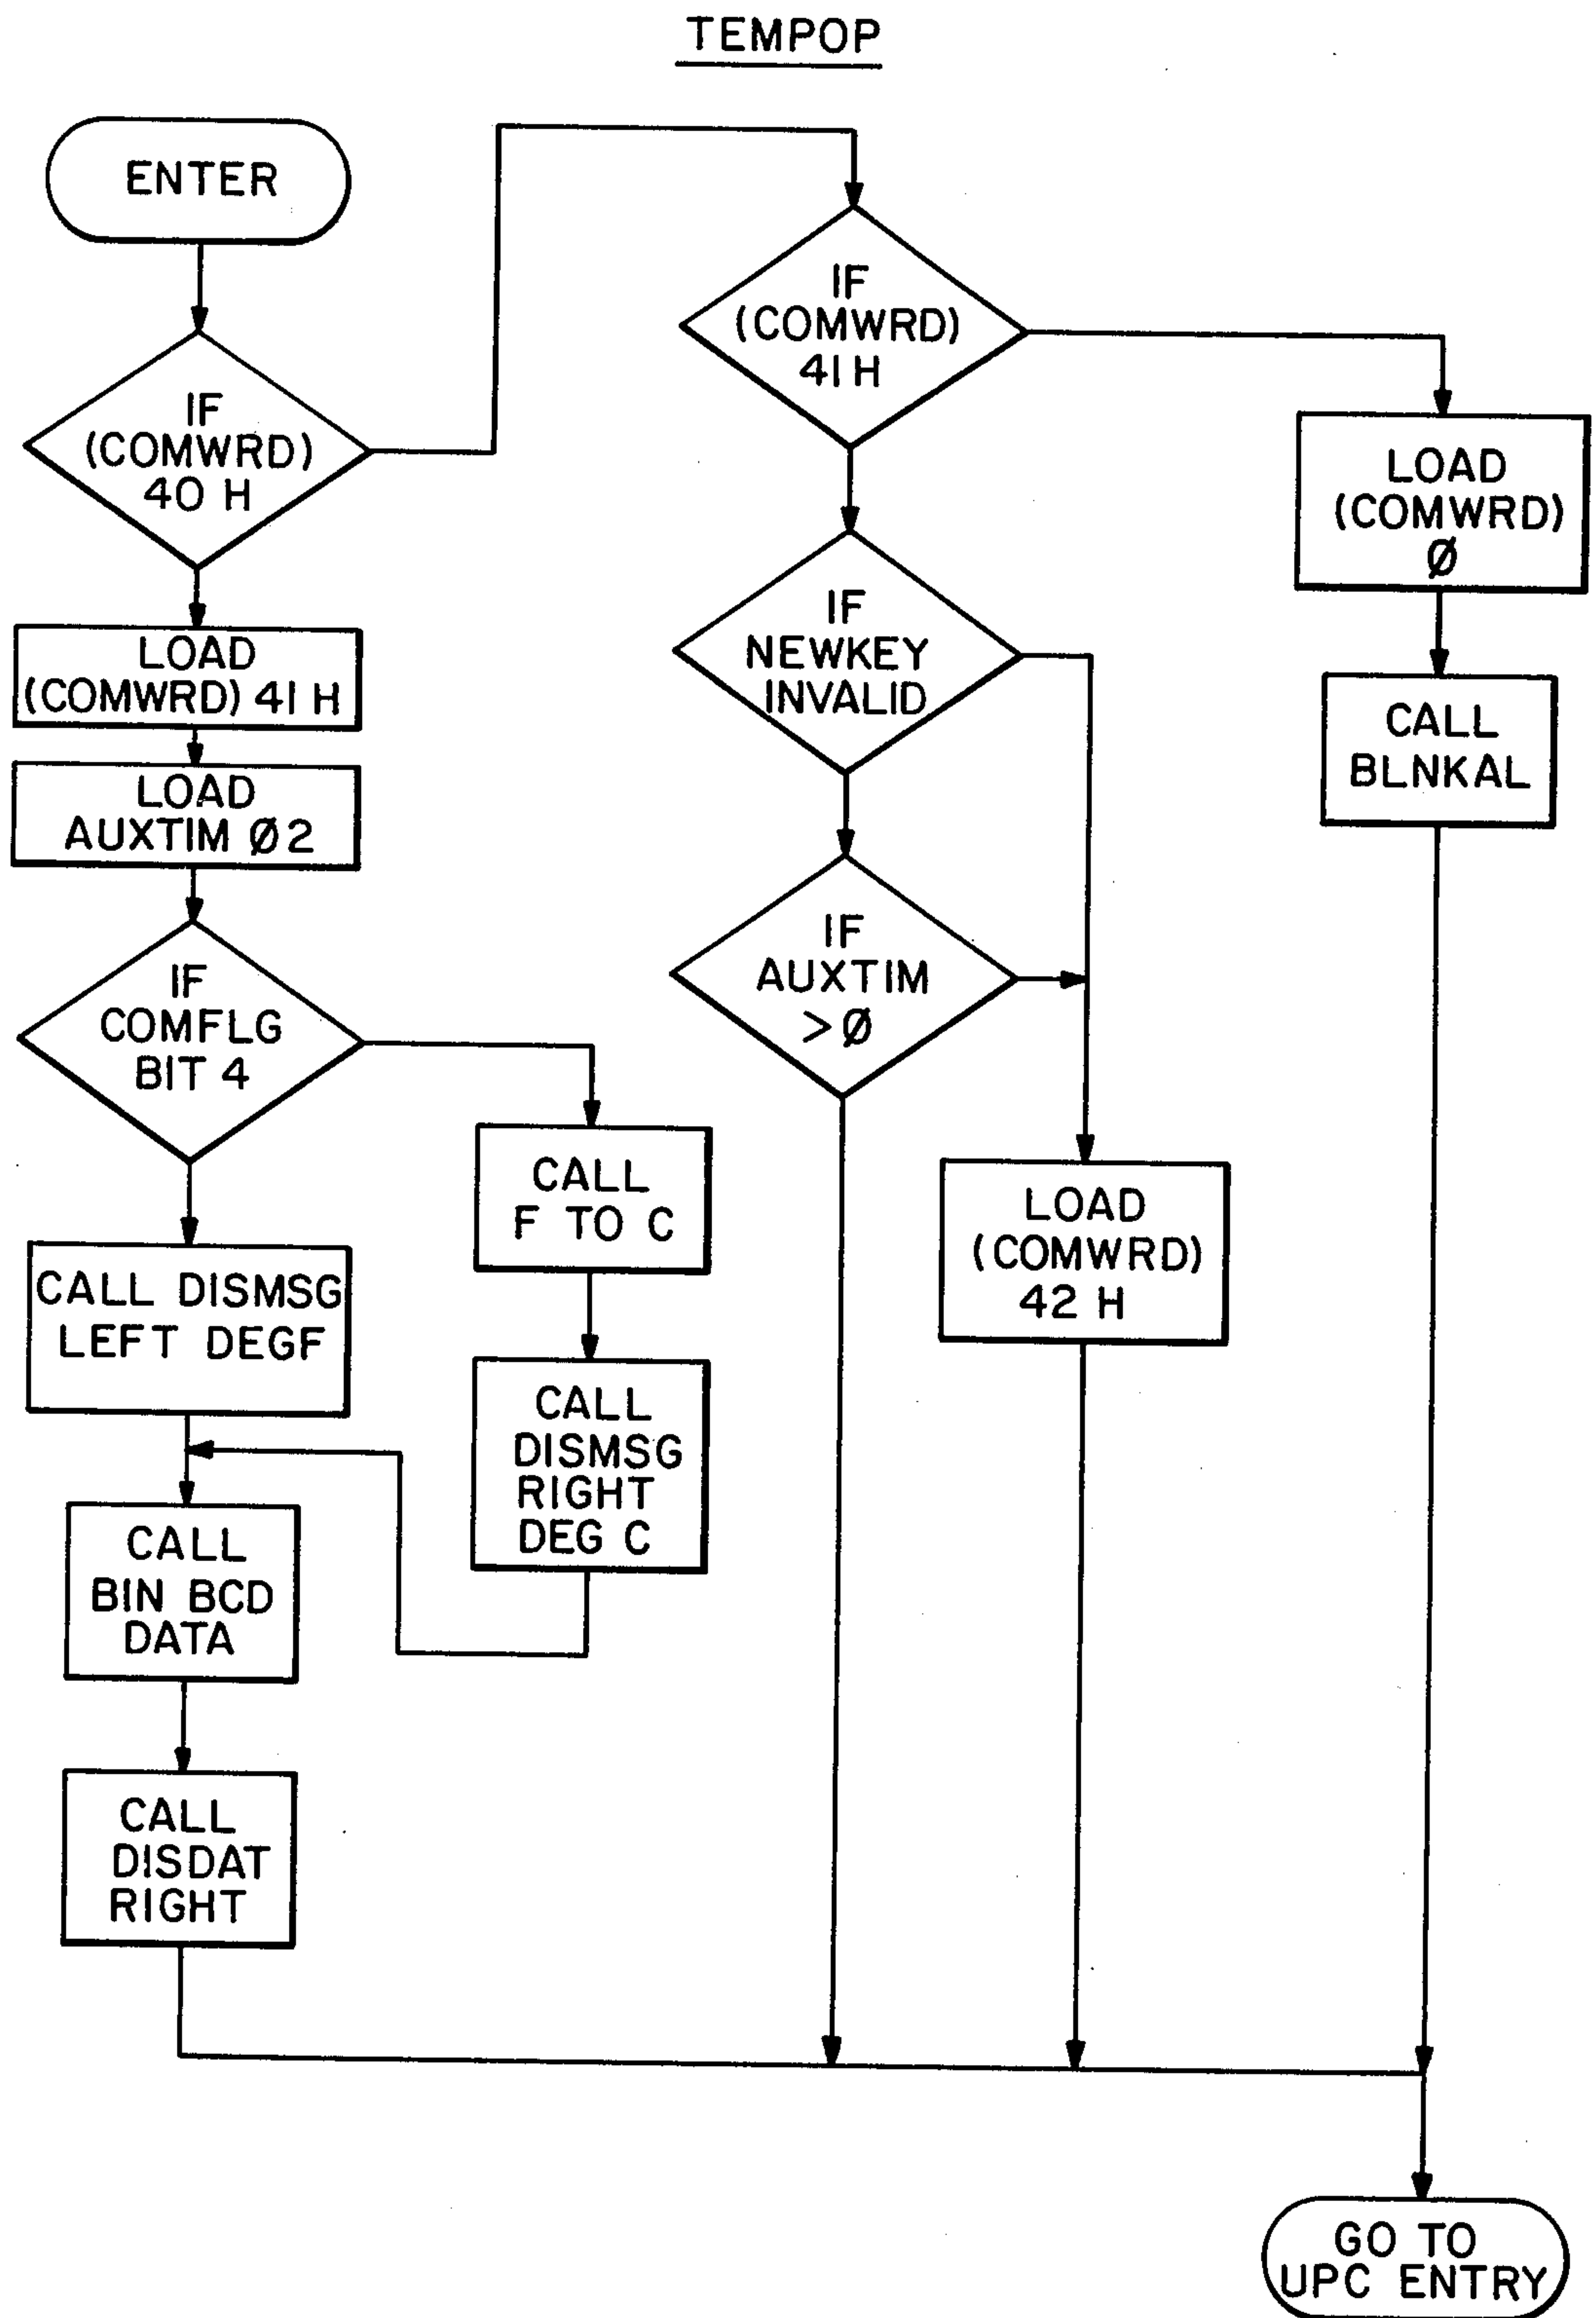 TEMPOP
ENTER
IF
(COMWRD)
40 H
LOAD
(COMWRD) 41 H
LOAD
AUXTIM Ø2
IF
COMFLG
BIT 4
CALL DISMSG
LEFT DEGF
CALL
BIN BCD
DATA
CALL
DISDAT
RIGHT
CALL
F TO C
CALL
DISMSG
RIGHT
DEG C
IF
(COMWRD)
41 H
IF
NEWKEY
INVALID
IF
AUXTIM
>Ø
LOAD
(COMWRD)
42 H
LOAD
(COMWRD)
Ø
CALL
BLNKAL
GO TO
UPC ENTRY